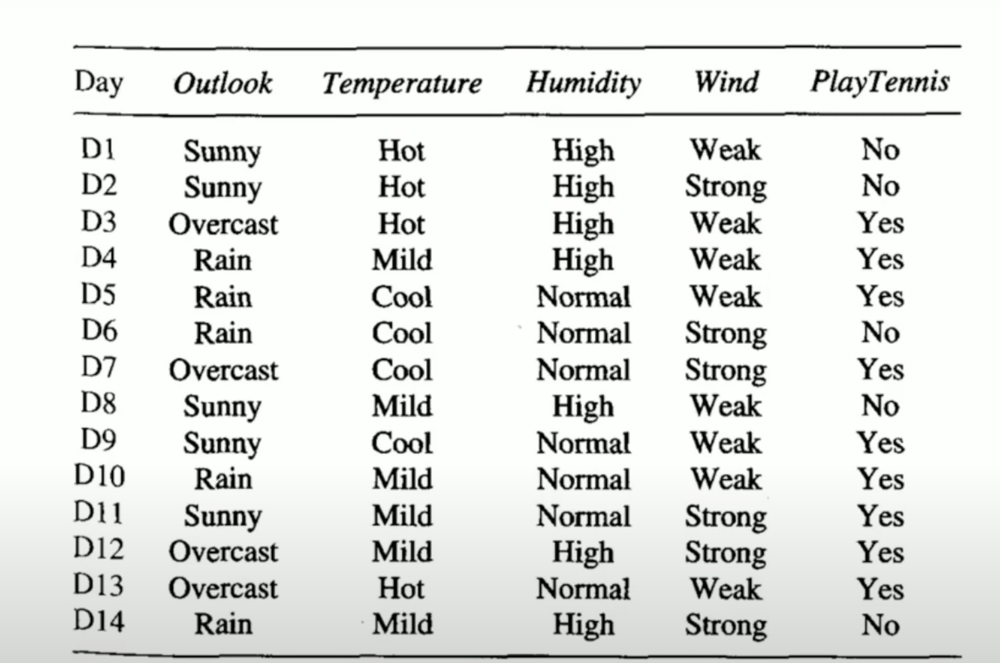 Day Outlook Temperature Humidity Wind PlayTennis
D1 Sunny Hot High Weak No
D2 Sunny Hot High Strong No
D3 Overcast Hot High Weak Yes
D4 Rain Mild High Weak Yes
D5 Rain Cool Normal Weak Yes
D6 Rain Cool Normal Strong No
D7 Overcast Cool Normal Strong Yes
D8 Sunny Mild High Weak No
D9 Sunny Cool Normal Weak Yes
D10 Rain Mild Normal Weak Yes
D11 Sunny Mild Normal Strong Yes
D12 Overcast Mild High Strong Yes
D13 Overcast Hot Normal Weak Yes
D14 Rain Mild High Strong No